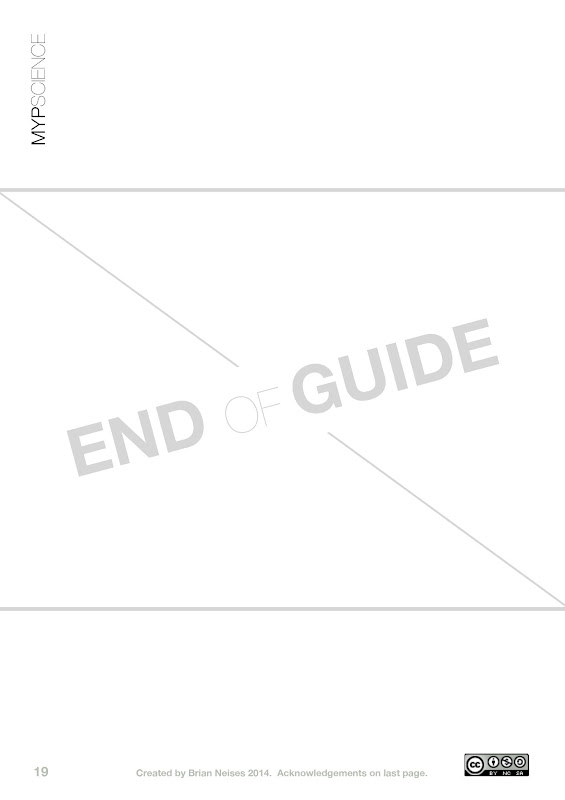 MYPSCIENCE
END OF GUIDE
19
Created by Brian Neises 2014. Acknowledgements on last page.
cc
BY NC SA